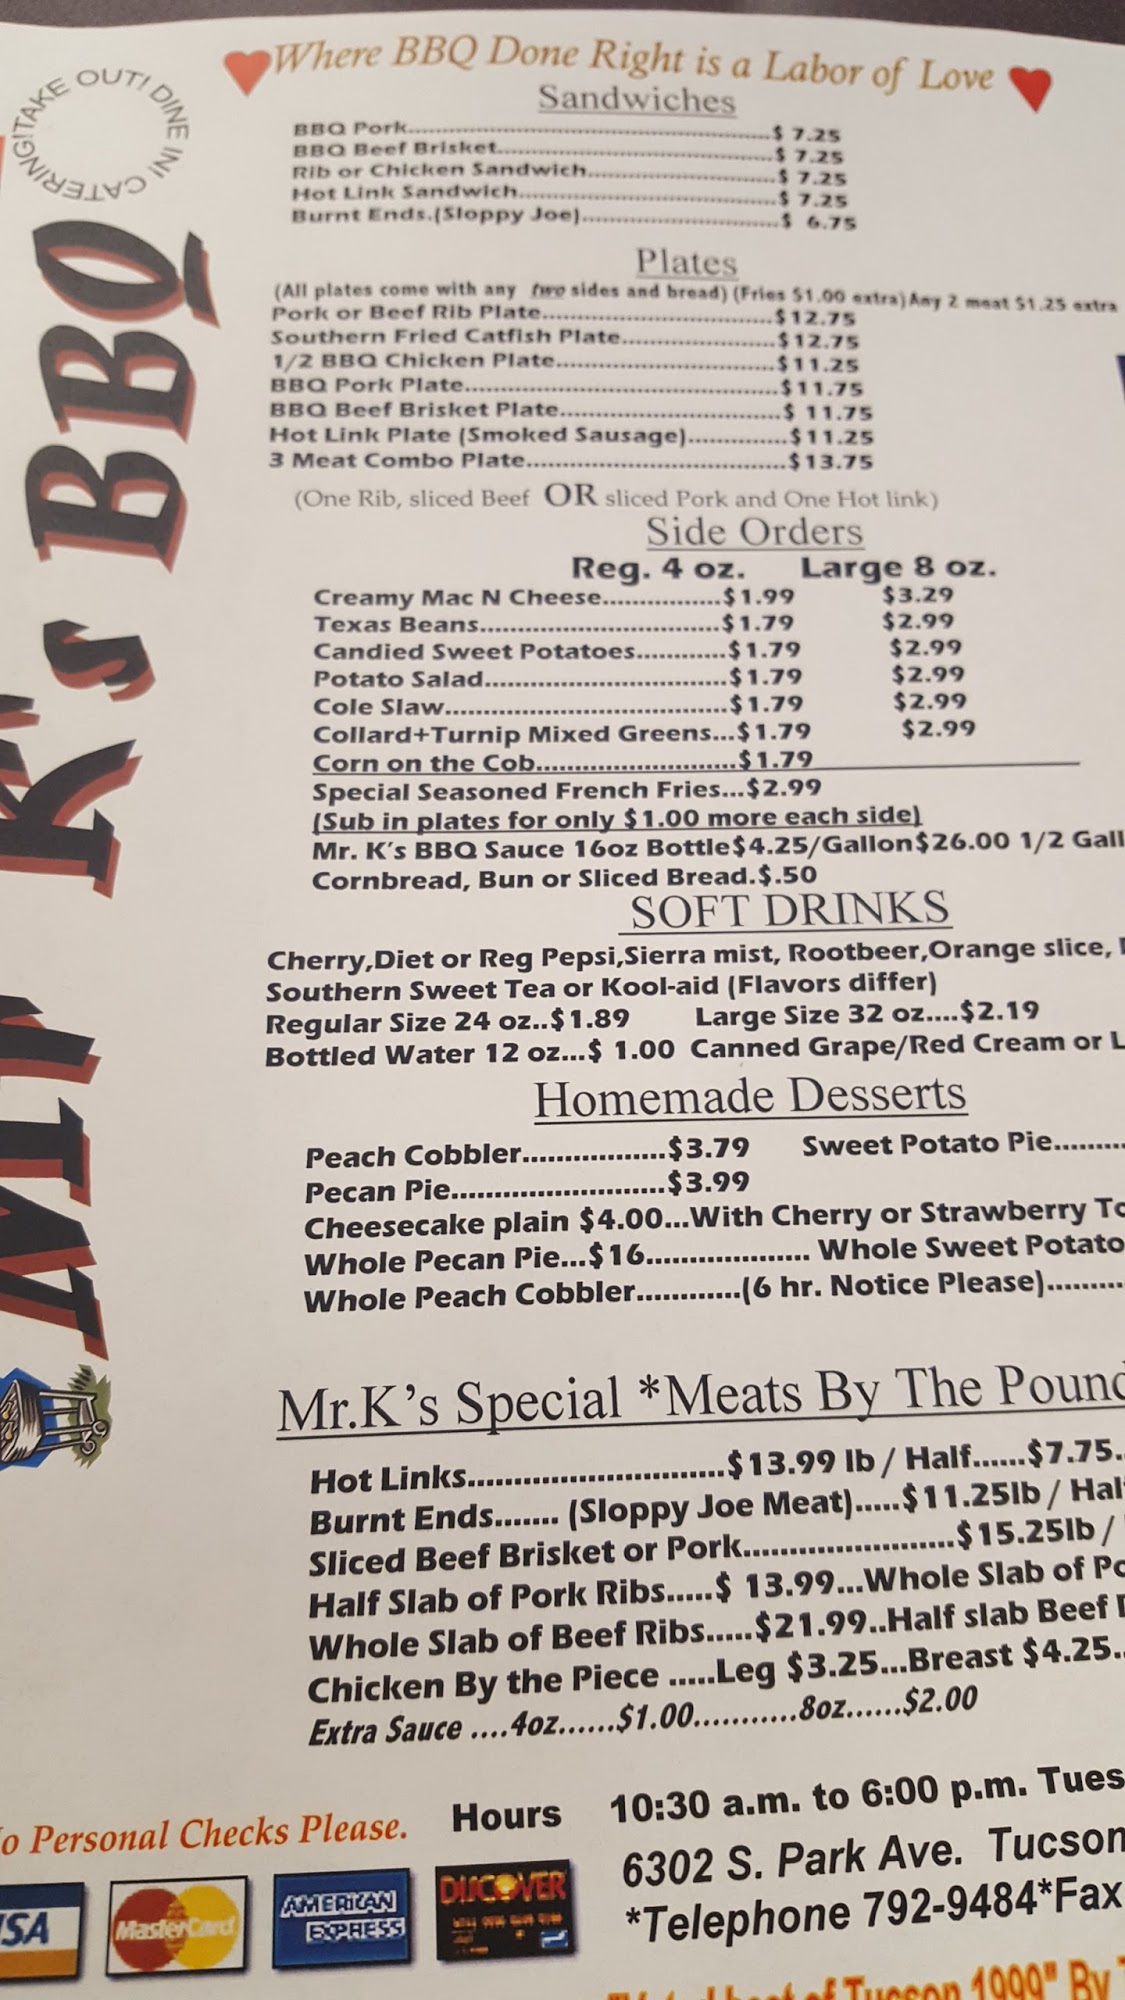 TAKE OUT! DINE IN! CATERING!
Mr K's BBQ
Where BBQ Done Right is a Labor of Love
Sandwiches
BBQ Pork...........................................................$ 7.25
BBQ Beef Brisket.............................................$ 7.25
Rib or Chicken Sandwich..............................$ 7.25
Hot Link Sandwich..........................................$ 7.25
Burnt Ends.(Sloppy Joe)................................$ 6.75
Plates
(All plates come with any two sides and bread) (Fries $1.00 extra) Any 2 meat $1.25 extra
Pork or Beef Rib Plate...................................$12.75
Southern Fried Catfish Plate.......................$12.75
1/2 BBQ Chicken Plate.................................$11.25
BBQ Pork Plate...............................................$11.75
BBQ Beef Brisket Plate.................................$ 11.75
Hot Link Plate (Smoked Sausage)..............$11.25
3 Meat Combo Plate......................................$13.75
(One Rib, sliced Beef OR sliced Pork and One Hot link)
Side Orders
Reg. 4 oz. Large 8 oz.
Creamy Mac N Cheese................$1.99 $3.29
Texas Beans................................$1.79 $2.99
Candied Sweet Potatoes............$1.79 $2.99
Potato Salad................................$1.79 $2.99
Cole Slaw.....................................$1.79 $2.99
Collard+Turnip Mixed Greens...$1.79 $2.99
Corn on the Cob..........................$1.79
Special Seasoned French Fries...$2.99
(Sub in plates for only $1.00 more each side)
Mr. K's BBQ Sauce 16oz Bottle$4.25/Gallon$26.00 1/2 Gall
Cornbread, Bun or Sliced Bread.$.50
SOFT DRINKS
Cherry,Diet or Reg Pepsi,Sierra mist, Rootbeer,Orange slice,
Southern Sweet Tea or Kool-aid (Flavors differ)
Regular Size 24 oz..$1.89 Large Size 32 oz....$2.19
Bottled Water 12 oz...$ 1.00 Canned Grape/Red Cream or L
Homemade Desserts
Peach Cobbler.................$3.79 Sweet Potato Pie.........
Pecan Pie.........................$3.99
Cheesecake plain $4.00...With Cherry or Strawberry To
Whole Pecan Pie...$16................... Whole Sweet Potato
Whole Peach Cobbler............(6 hr. Notice Please).........
Mr.K's Special *Meats By The Pound
Hot Links............................$13.99 lb / Half......$7.75..
Burnt Ends....... (Sloppy Joe Meat).....$11.25lb / Half
Sliced Beef Brisket or Pork.......................$15.25lb /
Half Slab of Pork Ribs.....$ 13.99...Whole Slab of Po
Whole Slab of Beef Ribs.....$21.99..Half slab Beef
Chicken By the Piece .....Leg $3.25...Breast $4.25..
Extra Sauce ....4oz......$1.00...........8oz......$2.00
o Personal Checks Please.
Hours 10:30 a.m. to 6:00 p.m. Tues
6302 S. Park Ave. Tucson
*Telephone 792-9484*Fax
SA
MasterCard
AMERICAN EXPRESS
DISCOVER
of Tucson 1999" By